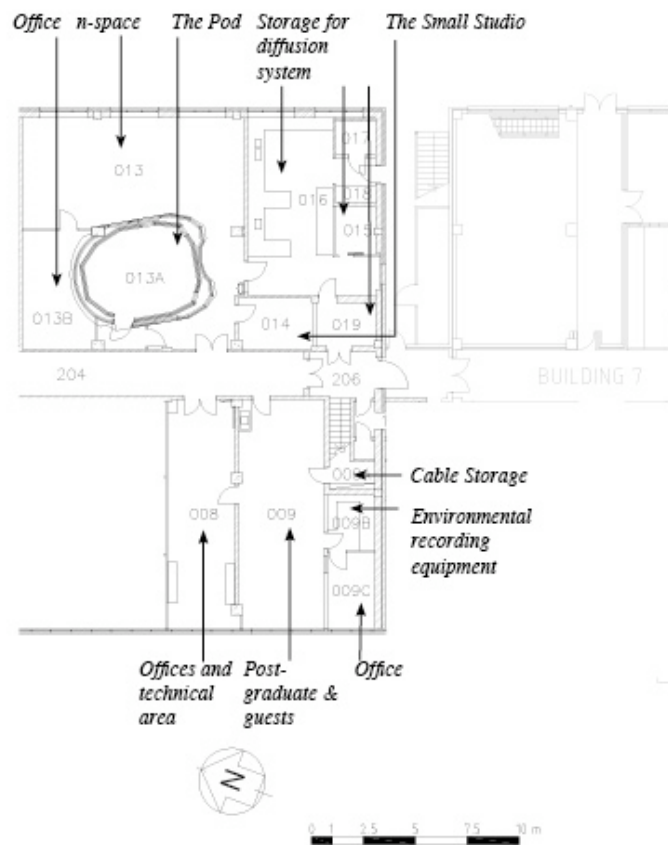 Office n-space The Pod Storage for diffusion system The Small Studio
017
013
018
016
015
013A
013B
014
019
204
206
BUILDING 7
Cable Storage
008
009
009B
Environmental recording equipment
009C
Offices and technical area
Post-graduate & guests
Office
N
0 1 2.5 5 7.5 10 m